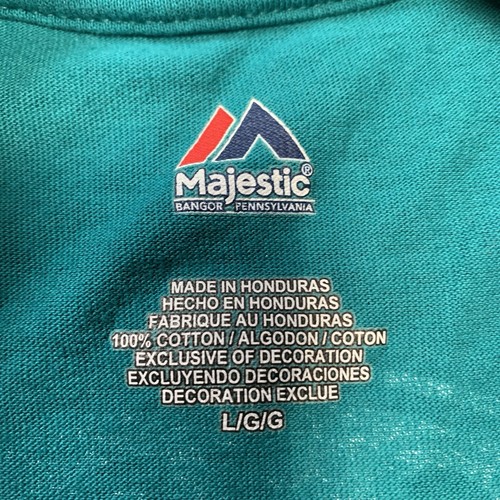 Majestic®
BANGOR PENNSYLVANIA
MADE IN HONDURAS
HECHO EN HONDURAS
FABRIQUE AU HONDURAS
100% COTTON / ALGODON / COTON
EXCLUSIVE OF DECORATION
EXCLUYENDO DECORACIONES
DECORATION EXCLUE
L/G/G